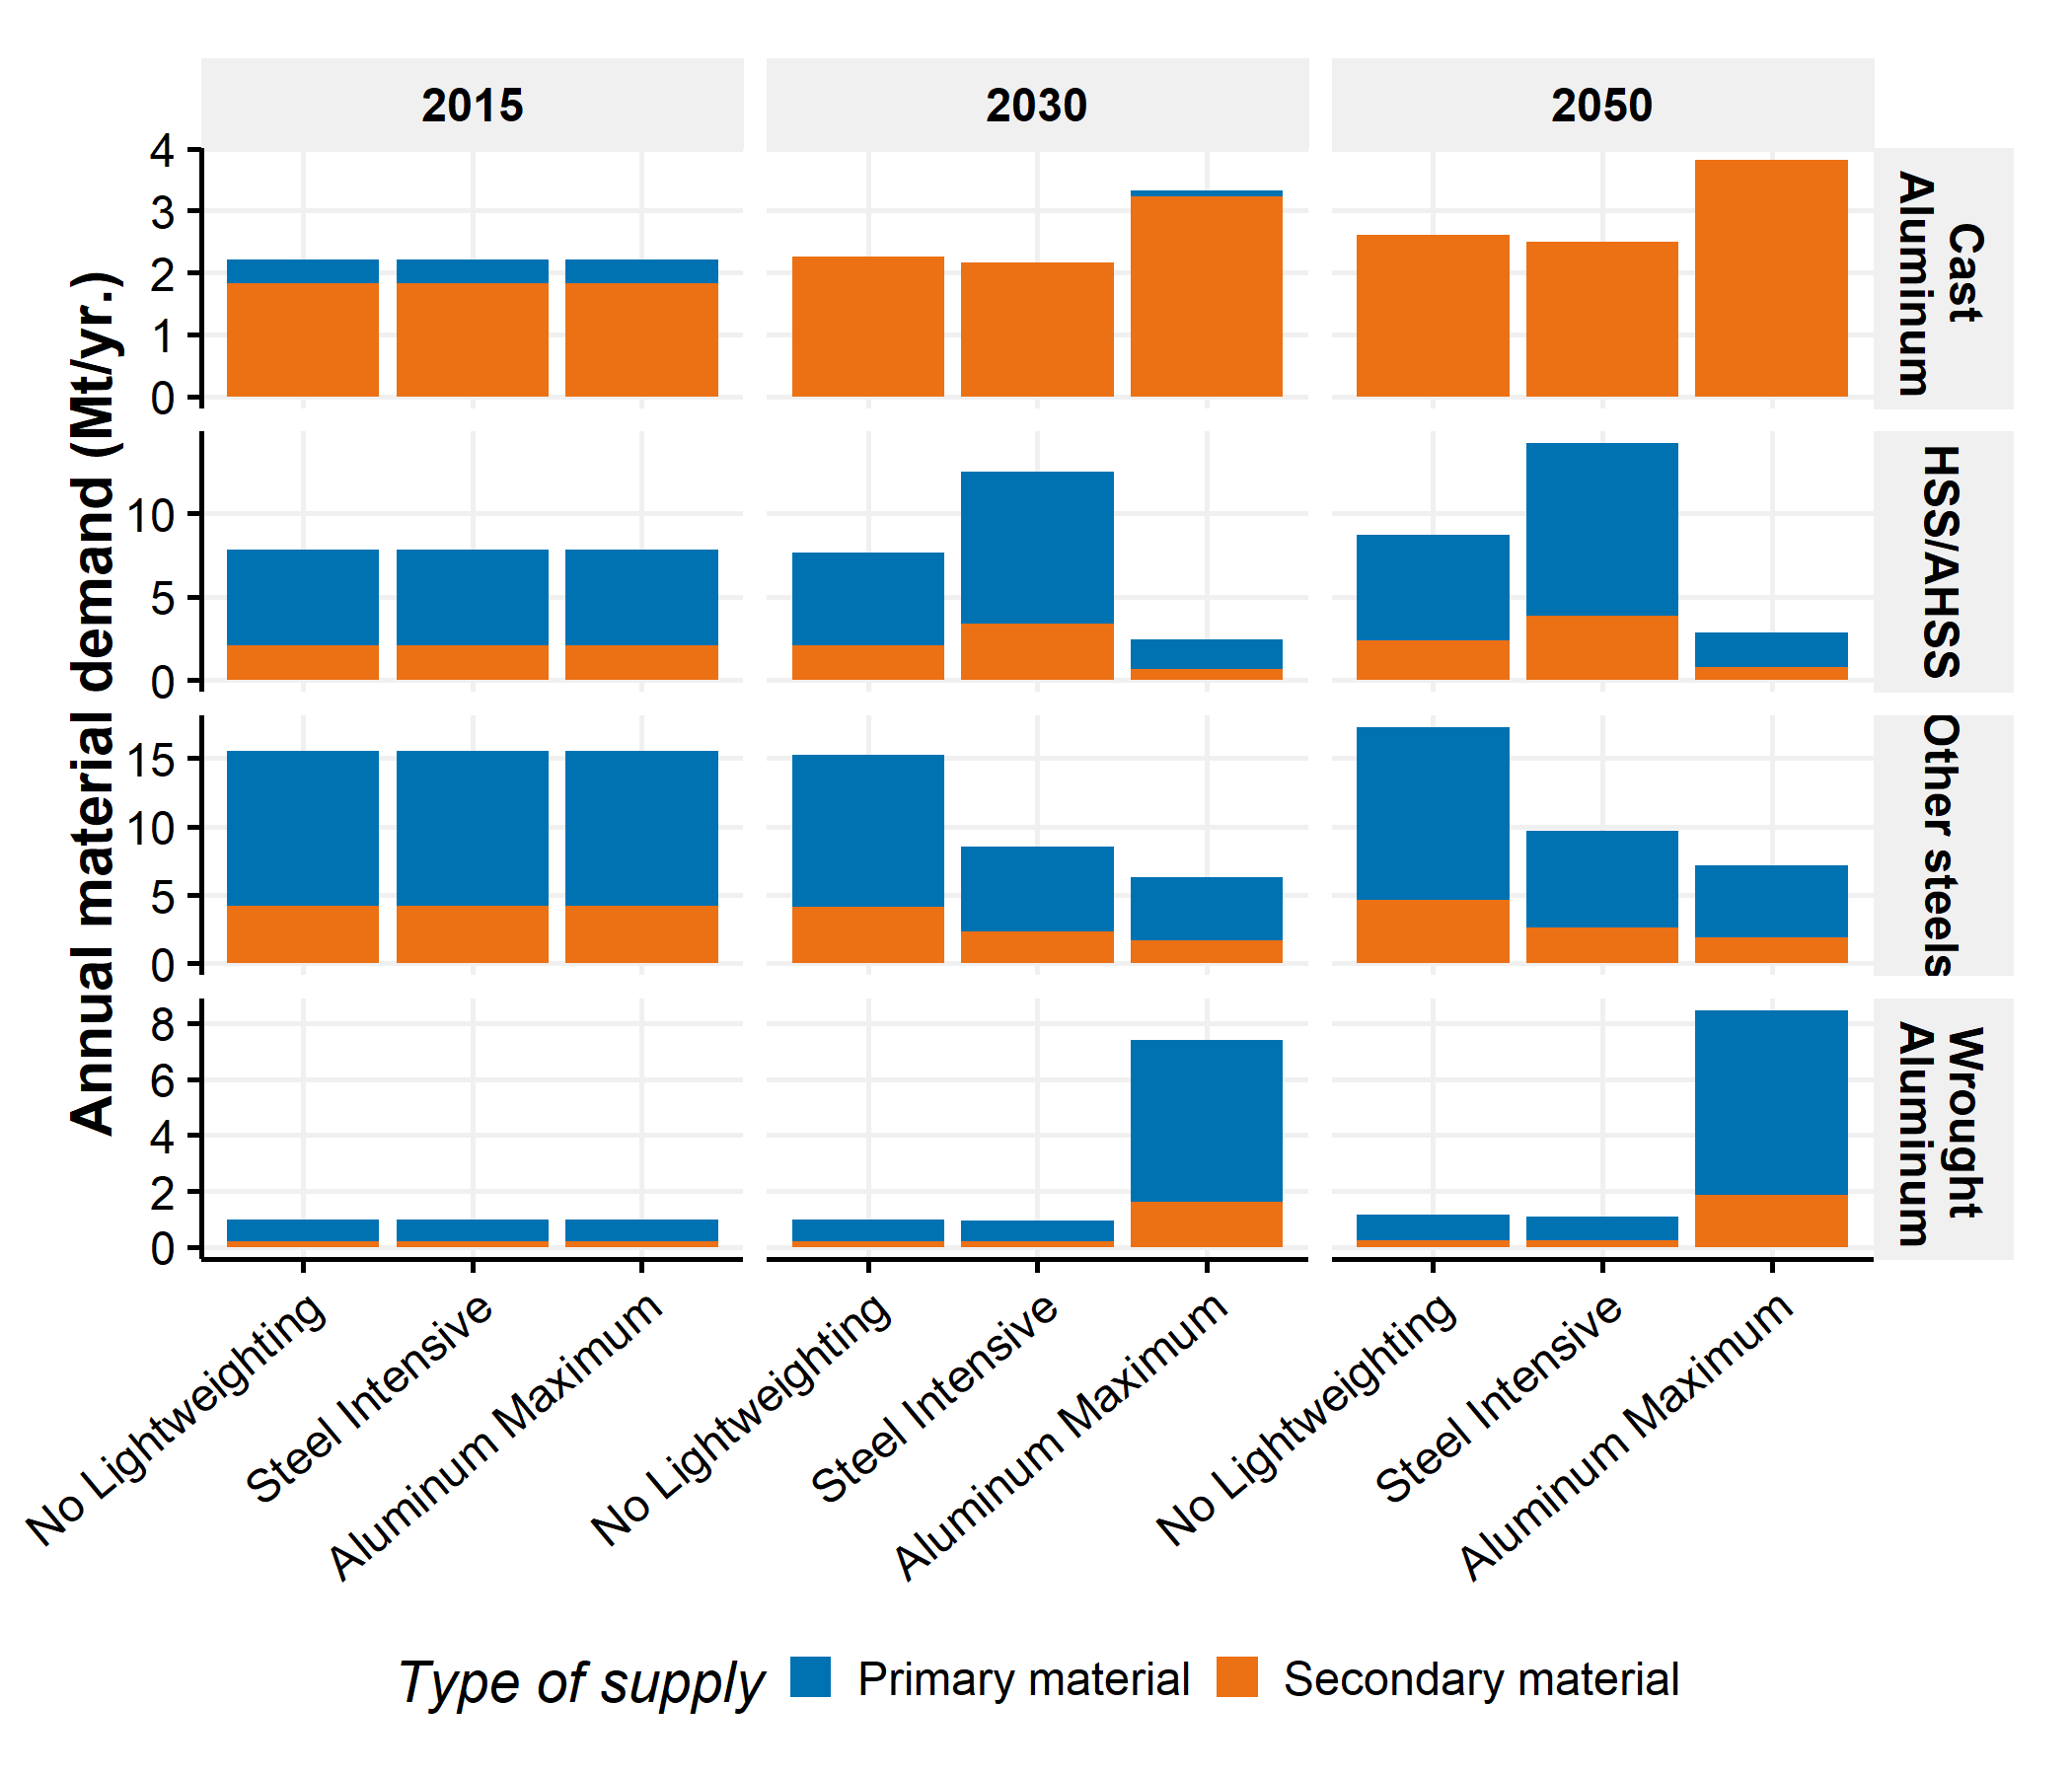 2015
2030
2050
Annual material demand (Mt/yr.)
4
3
2
1
0
Cast
Aluminum
10
5
0
HSS/AHSS
15
10
5
0
Other steels
8
6
4
2
0
Wrought
Aluminum
No Lightweighting
Steel Intensive
Aluminum Maximum
No Lightweighting
Steel Intensive
Aluminum Maximum
No Lightweighting
Steel Intensive
Aluminum Maximum
Type of supply Primary material Secondary material